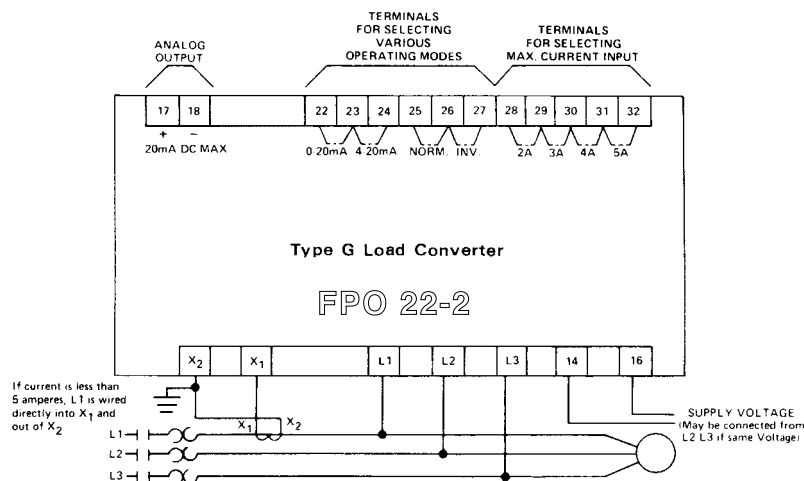 TERMINALS
FOR SELECTING
VARIOUS
OPERATING MODES
TERMINALS
FOR SELECTING
MAX. CURRENT INPUT
ANALOG
OUTPUT
17 18 22 23 24 25 26 27 28 29 30 31 32
+ −
20mA DC MAX
0-20mA 4-20mA NORM. INV. 2A 3A 4A 5A
Type G Load Converter
FPO 22-2
X2 X1 L1 L2 L3 14 16
If current is less than
5 amperes, L1 is wired
directly into X1 and
out of X2
X1 X2
SUPPLY VOLTAGE
(May be connected from
L2 L3 if same Voltage)
L1
L2
L3